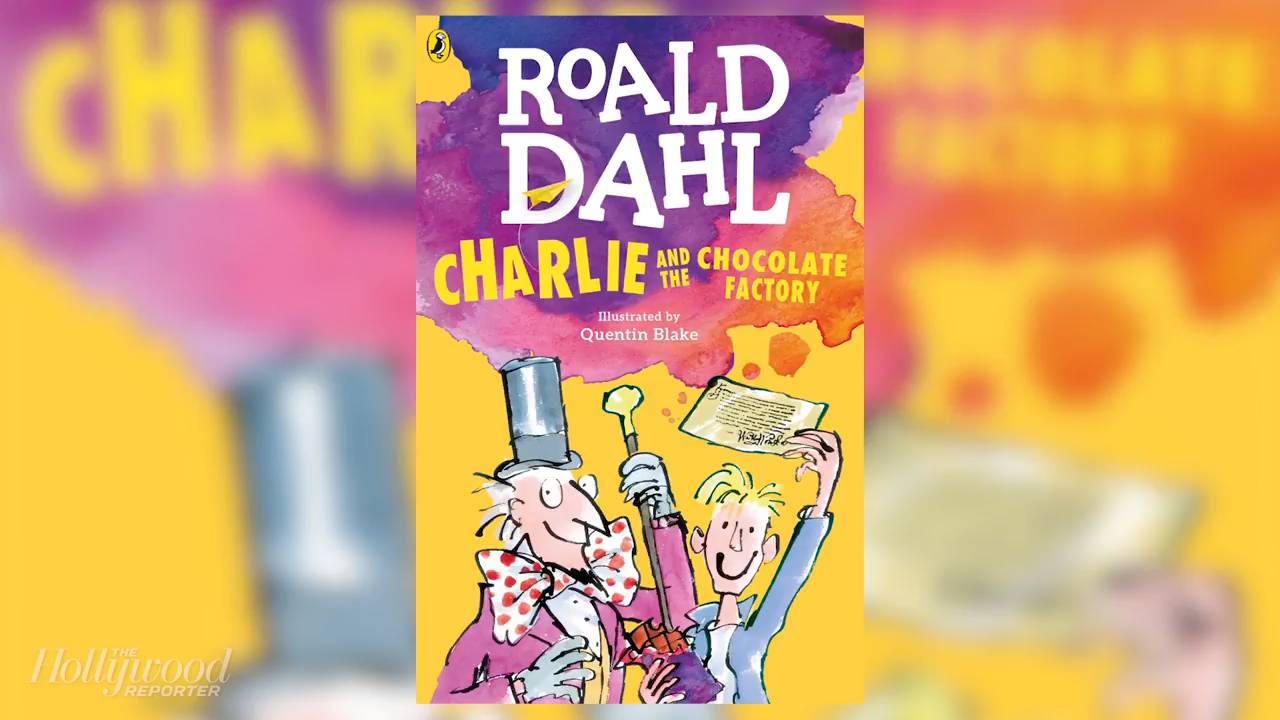 ROALD
DAHL
CHARLIE AND THE CHOCOLATE FACTORY
Illustrated by
Quentin Blake
THE
Hollywood
REPORTER